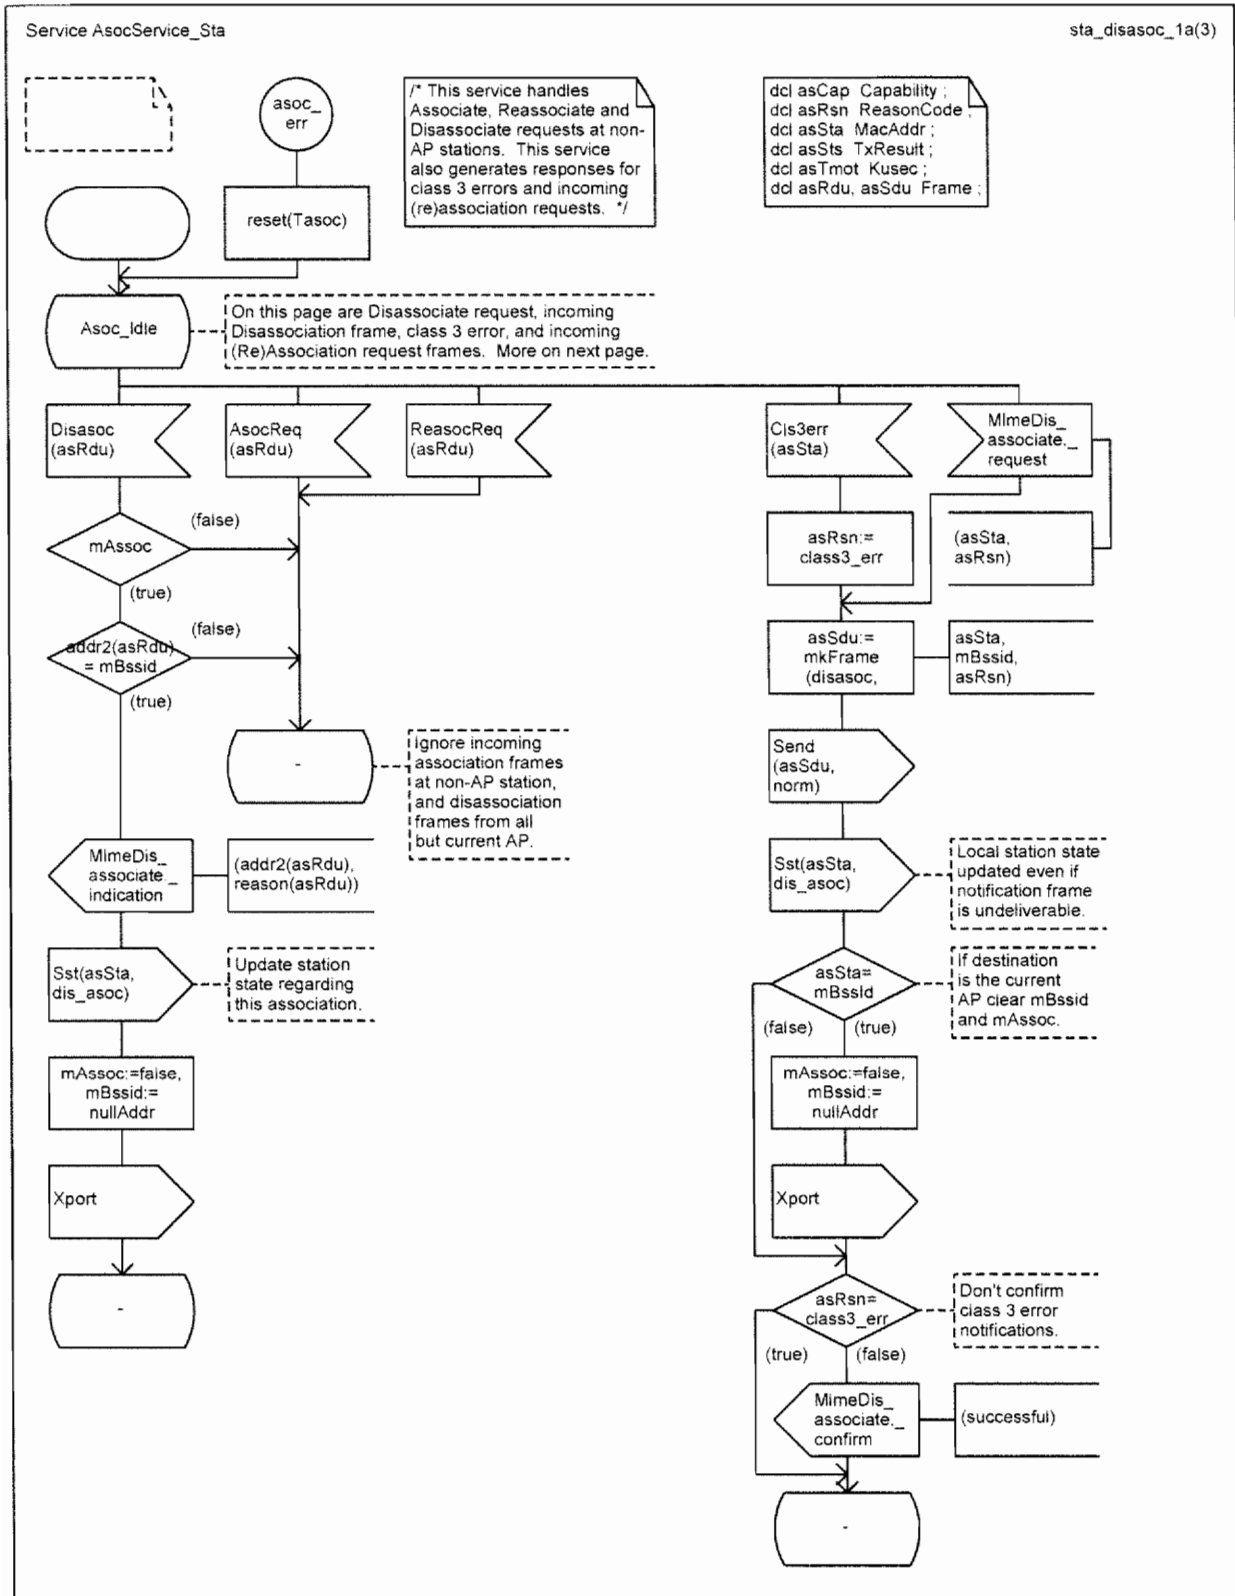 Service AsocService_Sta
sta_disasoc_1a(3)
asoc_
err
/* This service handles
Associate, Reassociate and
Disassociate requests at non-
AP stations. This service
also generates responses for
class 3 errors and incoming
(re)association requests. */
dcl asCap Capability ;
dcl asRsn ReasonCode ;
dcl asSta MacAddr ;
dcl asSts TxResult ;
dcl asTmot Kusec ;
dcl asRdu, asSdu Frame ;
reset(Tasoc)
Asoc_Idle
On this page are Disassociate request, incoming
Disassociation frame, class 3 error, and incoming
(Re)Association request frames. More on next page.
Disasoc
(asRdu)
AsocReq
(asRdu)
ReasocReq
(asRdu)
Cls3err
(asSta)
MlmeDis_
associate._
request
mAssoc
(false)
(true)
asRsn:=
class3_err
(asSta,
asRsn)
addr2(asRdu)
= mBssid
(false)
(true)
asSdu:=
mkFrame
(disasoc,
asSta,
mBssid,
asRsn)
-
Ignore incoming
association frames
at non-AP station,
and disassociation
frames from all
but current AP.
Send
(asSdu,
norm)
MlmeDis_
associate._
indication
(addr2(asRdu),
reason(asRdu))
Sst(asSta,
dis_asoc)
Local station state
updated even if
notification frame
is undeliverable.
Sst(asSta,
dis_asoc)
Update station
state regarding
this association.
asSta=
mBssId
If destination
is the current
AP clear mBssid
and mAssoc.
(false)
(true)
mAssoc:=false,
mBssid:=
nullAddr
mAssoc:=false,
mBssid:=
nullAddr
Xport
Xport
-
asRsn=
class3_err
Don't confirm
class 3 error
notifications.
(true)
(false)
MlmeDis_
associate._
confirm
(successful)
-